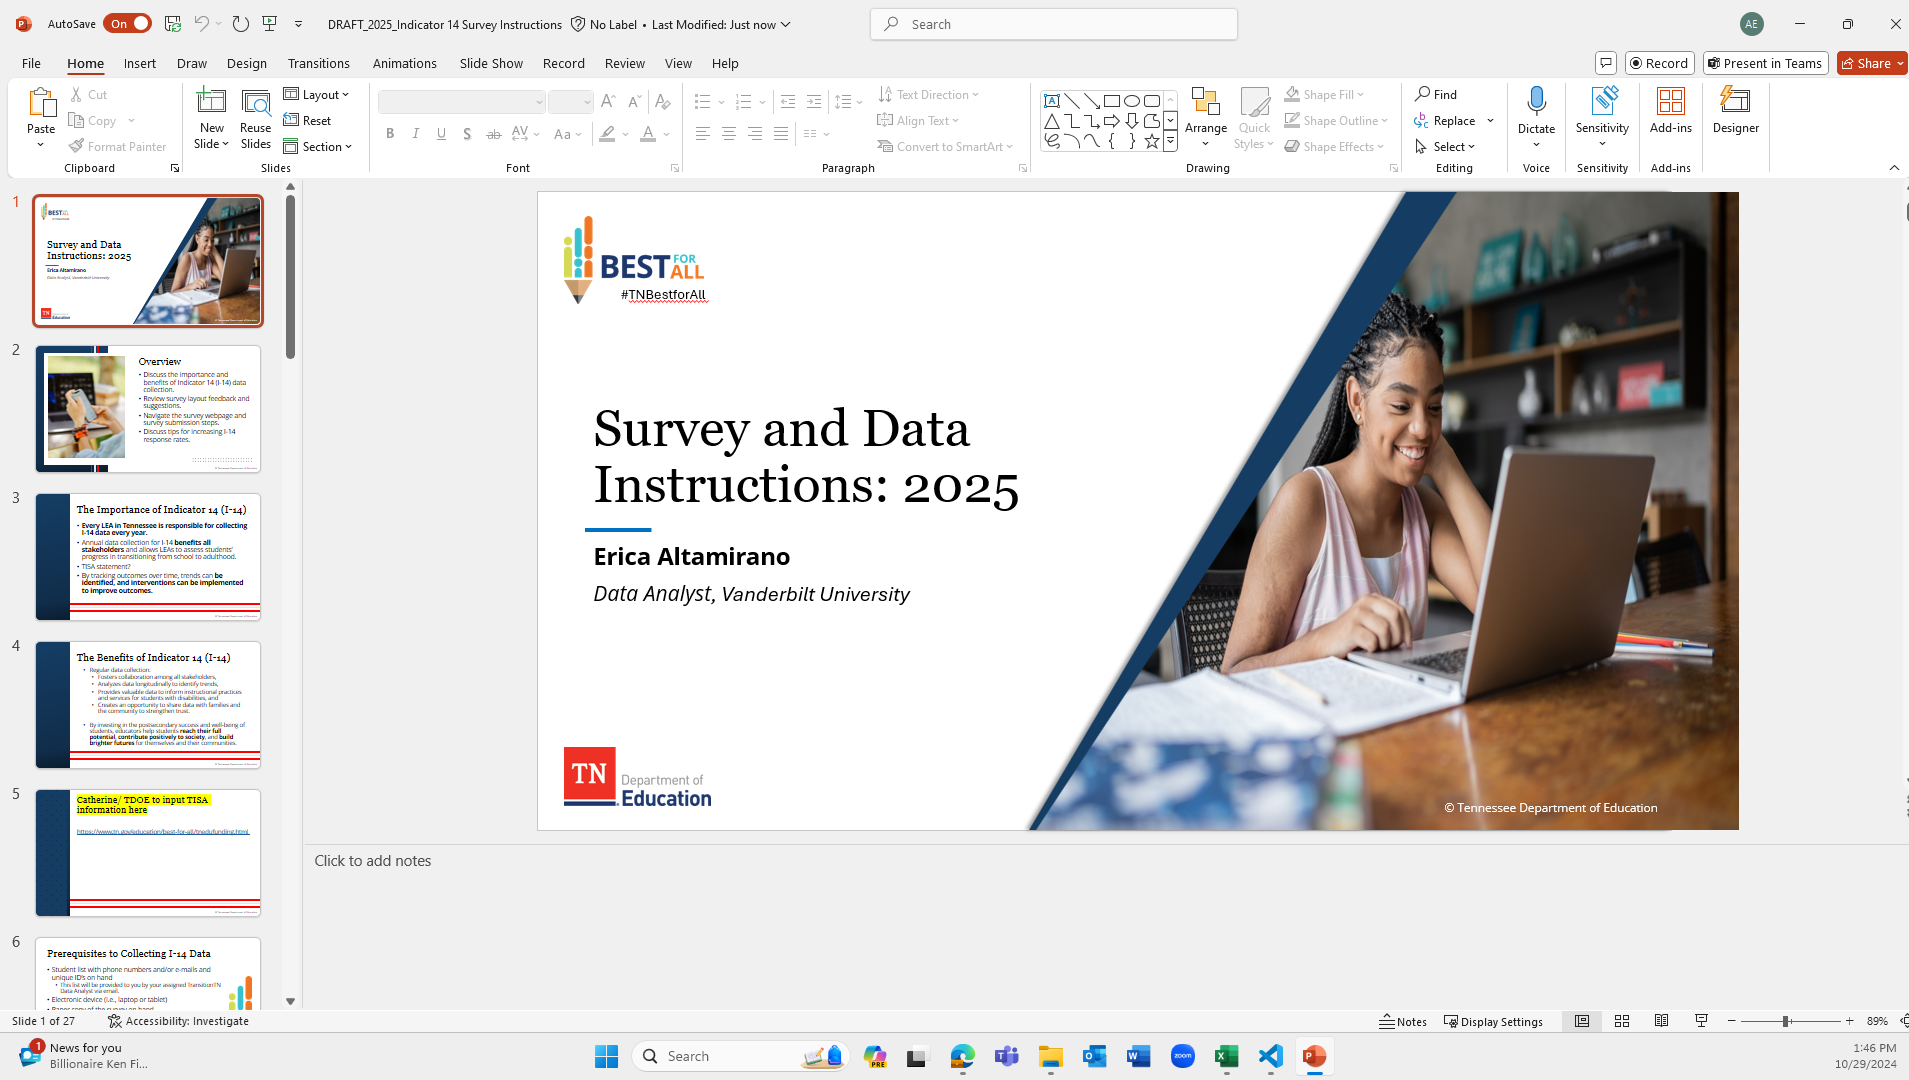 AutoSave On
DRAFT_2025_Indicator 14 Survey Instructions No Label • Last Modified: Just now
Search
AE
File Home Insert Draw Design Transitions Animations Slide Show Record Review View Help
Record Present in Teams Share
Paste
Cut
Copy
Format Painter
Clipboard
New Slide
Reuse Slides
Layout
Reset
Section
Slides
B I U S ab AV Aa A
Font
Text Direction
Align Text
Convert to SmartArt
Paragraph
Arrange
Quick Styles
Shape Fill
Shape Outline
Shape Effects
Drawing
Find
Replace
Select
Editing
Dictate
Voice
Sensitivity
Sensitivity
Add-ins
Add-ins
Designer
1
BEST FOR ALL
Survey and Data
Instructions: 2025
Erica Altamirano
Data Analyst, Vanderbilt University
TN
Education
2
Overview
• Discuss the importance and
benefits of Indicator 14 (I-14) data
collection.
• Review survey layout feedback and
suggestions.
• Navigate the survey webpage and
survey submission steps.
• Discuss tips for increasing I-14
response rates.
3
The Importance of Indicator 14 (I-14)
• Every LEA in Tennessee is responsible for collecting
I-14 data every year.
• Annual data collection for I-14 benefits all
stakeholders and allows LEAs to assess students'
progress in transitioning from school to adulthood.
• TISA statement?
• By tracking outcomes over time, trends can be
identified, and interventions can be implemented
to improve outcomes.
4
The Benefits of Indicator 14 (I-14)
• Regular data collection:
• Fosters collaboration among all stakeholders,
• Analyzes data longitudinally to identify trends,
• Provides valuable data to inform instructional practices
and services for students with disabilities, and
• Creates an opportunity to share data with families and
the community to strengthen trust.
• By investing in the postsecondary success and well-being of
students, educators help students reach their full
potential, contribute positively to society, and build
brighter futures for themselves and their communities.
5
Catherine/ TDOE to input TISA
information here
https://www.tn.gov/education/best-for-all/tnedufunding.html
6
Prerequisites to Collecting I-14 Data
• Student list with phone numbers and/or e-mails and
unique ID's on hand
• This list will be provided to you by your assigned TransitionTN
Data Analyst via email.
• Electronic device (i.e., laptop or tablet)
BEST FOR ALL
#TNBestforAll
Survey and Data
Instructions: 2025
Erica Altamirano
Data Analyst, Vanderbilt University
TN Department of
Education
© Tennessee Department of Education
Click to add notes
Slide 1 of 27 Accessibility: Investigate
Notes Display Settings 89%
1
News for you
Billionaire Ken Fi...
Search
PRE
zoom
1:46 PM
10/29/2024